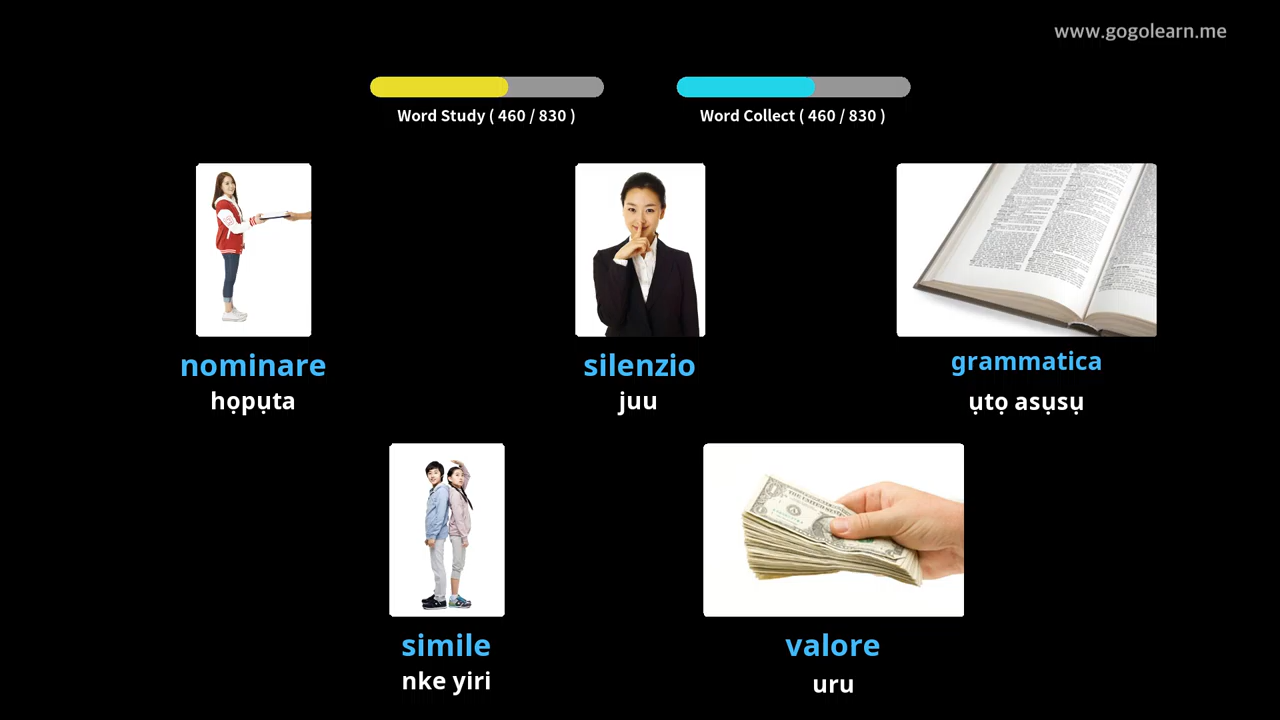 www.gogolearn.me
Word Study ( 460 / 830 )
Word Collect ( 460 / 830 )
nominare
họpụta
silenzio
juu
grammatica
ụtọ asụsụ
simile
nke yiri
valore
uru